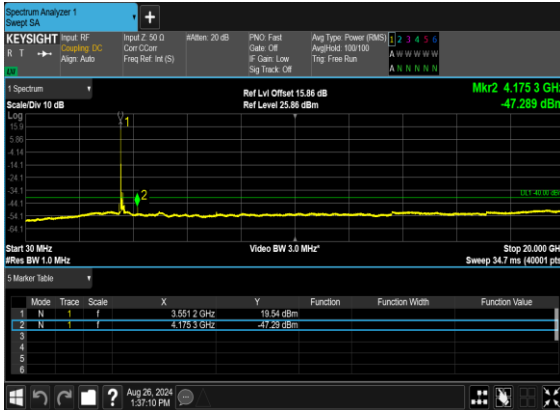 Spectrum Analyzer 1
Swept SA
+
KEYSIGHT
R T
Input: RF
Coupling: DC
Align: Auto
Input Z: 50 Ω
Corr CCorr
Freq Ref: Int (S)
#Atten: 20 dB
PNO: Fast
Gate: Off
IF Gain: Low
Sig Track: Off
Avg Type: Power (RMS)
Avg|Hold: 100/100
Trig: Free Run
1 2 3 4 5 6
A W W W W W
A N N N N N
1 Spectrum
Scale/Div 10 dB
Ref Lvl Offset 15.86 dB
Ref Level 25.86 dBm
Mkr2 4.175 3 GHz
-47.289 dBm
Log
15.9
5.86
-4.14
-14.1
-24.1
-34.1
-44.1
-54.1
-64.1
1
2
DL1 -40.00 dBm
Start 30 MHz
#Res BW 1.0 MHz
Video BW 3.0 MHz*
Stop 20.000 GHz
Sweep 34.7 ms (40001 pts)
5 Marker Table
Mode Trace Scale X Y Function Function Width Function Value
1 N 1 f 3.551 2 GHz 19.54 dBm
2 N 1 f 4.175 3 GHz -47.29 dBm
3
4
5
6
?
Aug 26, 2024
1:37:10 PM